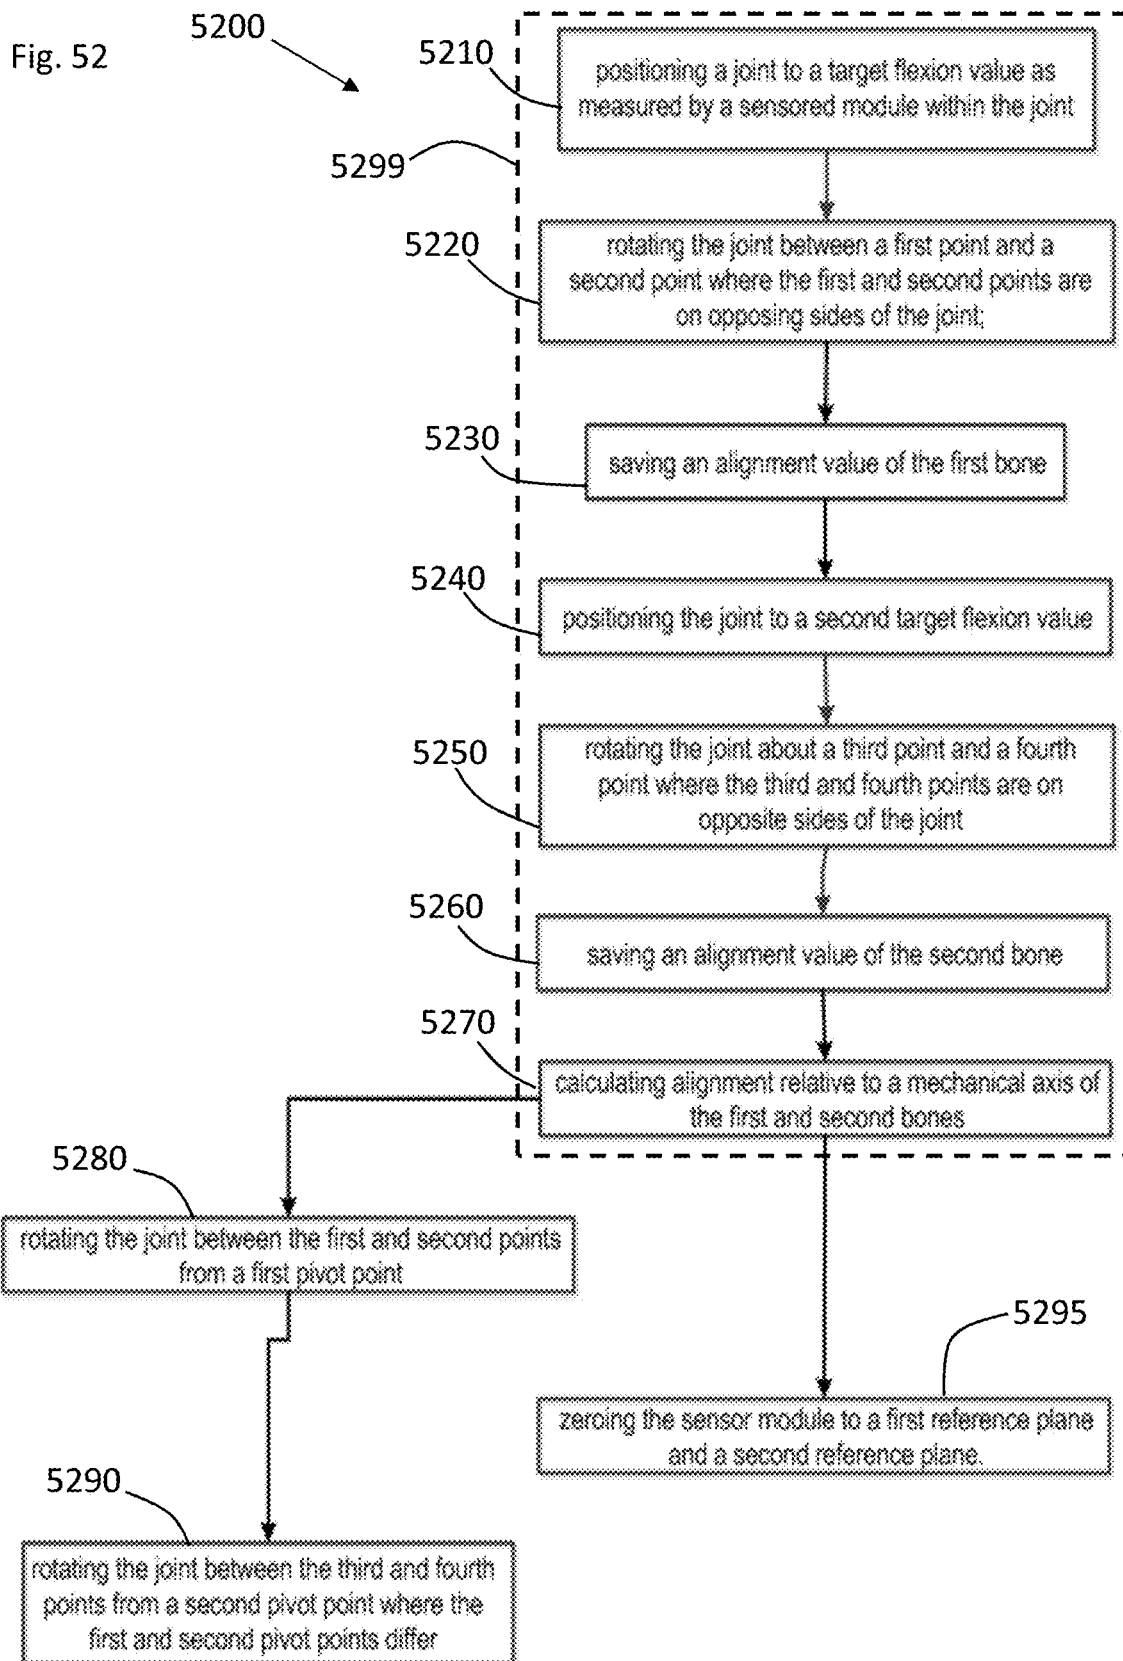 Fig. 52
5200
5210
positioning a joint to a target flexion value as
measured by a sensored module within the joint
5299
5220
rotating the joint between a first point and a
second point where the first and second points are
on opposing sides of the joint;
5230
saving an alignment value of the first bone
5240
positioning the joint to a second target flexion value
5250
rotating the joint about a third point and a fourth
point where the third and fourth points are on
opposite sides of the joint
5260
saving an alignment value of the second bone
5270
calculating alignment relative to a mechanical axis of
the first and second bones
5280
rotating the joint between the first and second points
from a first pivot point
5295
zeroing the sensor module to a first reference plane
and a second reference plane.
5290
rotating the joint between the third and fourth
points from a second pivot point where the
first and second pivot points differ